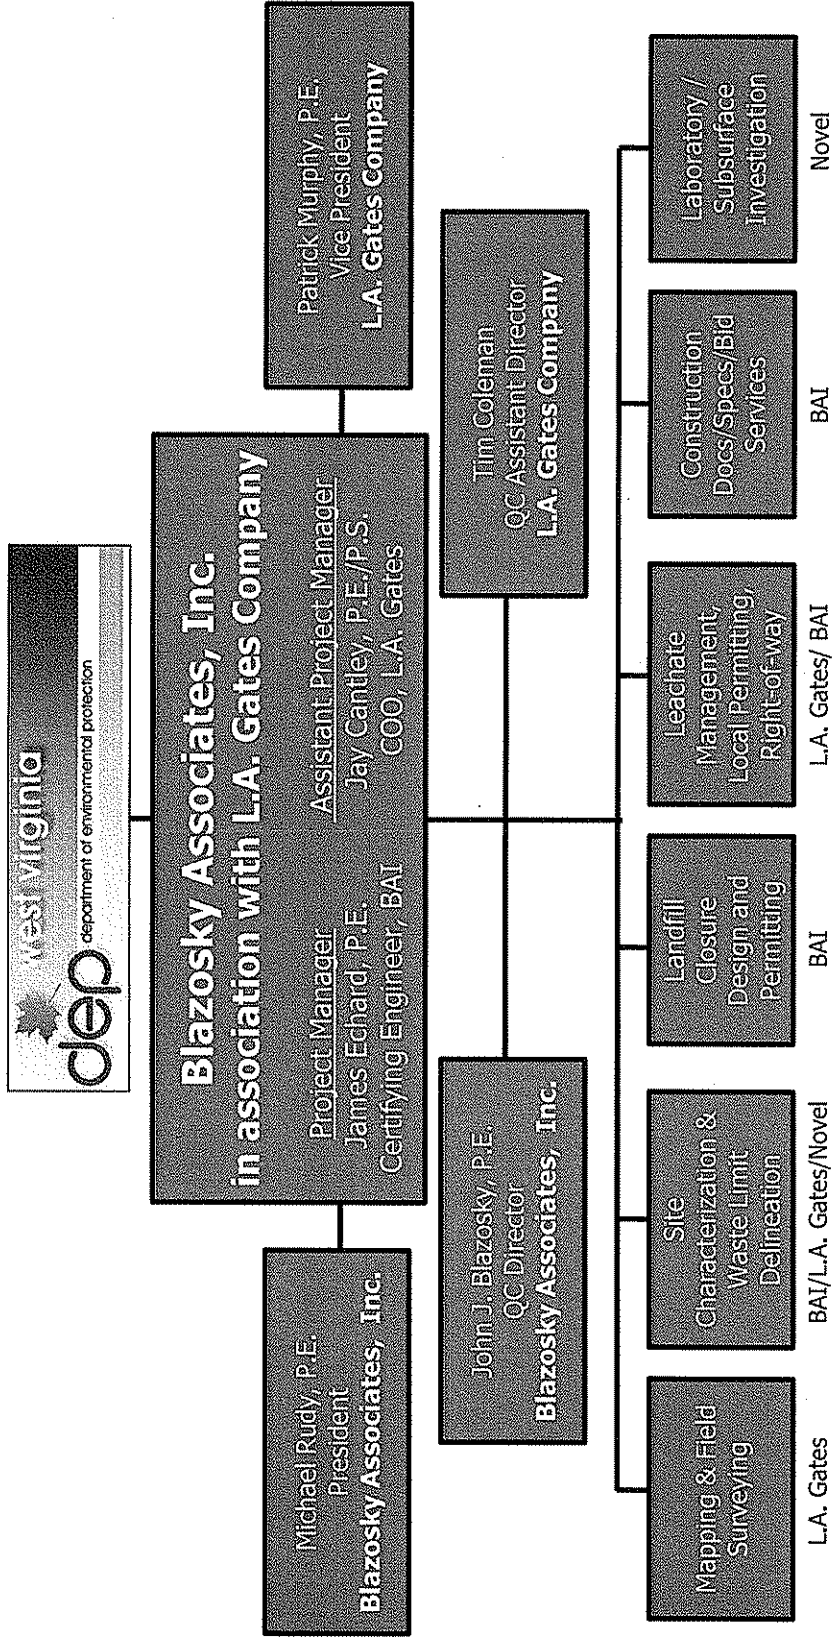 west virginia
dep department of environmental protection
Blazosky Associates, Inc.
in association with L.A. Gates Company
Project Manager
James Echard, P.E.
Certifying Engineer, BAI
Assistant Project Manager
Jay Cantley, P.E./P.S.
COO, L.A. Gates
Michael Rudy, P.E.
President
Blazosky Associates, Inc.
Patrick Murphy, P.E.
Vice President
L.A. Gates Company
John J. Blazosky, P.E.
QC Director
Blazosky Associates, Inc.
Tim Coleman
QC Assistant Director
L.A. Gates Company
Mapping & Field
Surveying
L.A. Gates
Site
Characterization &
Waste Limit
Delineation
BAI/L.A. Gates/Novel
Landfill
Closure
Design and
Permitting
BAI
Leachate
Management,
Local Permitting,
Right-of-way
L.A. Gates/ BAI
Construction
Docs/Specs/Bid
Services
BAI
Laboratory /
Subsurface
Investigation
Novel